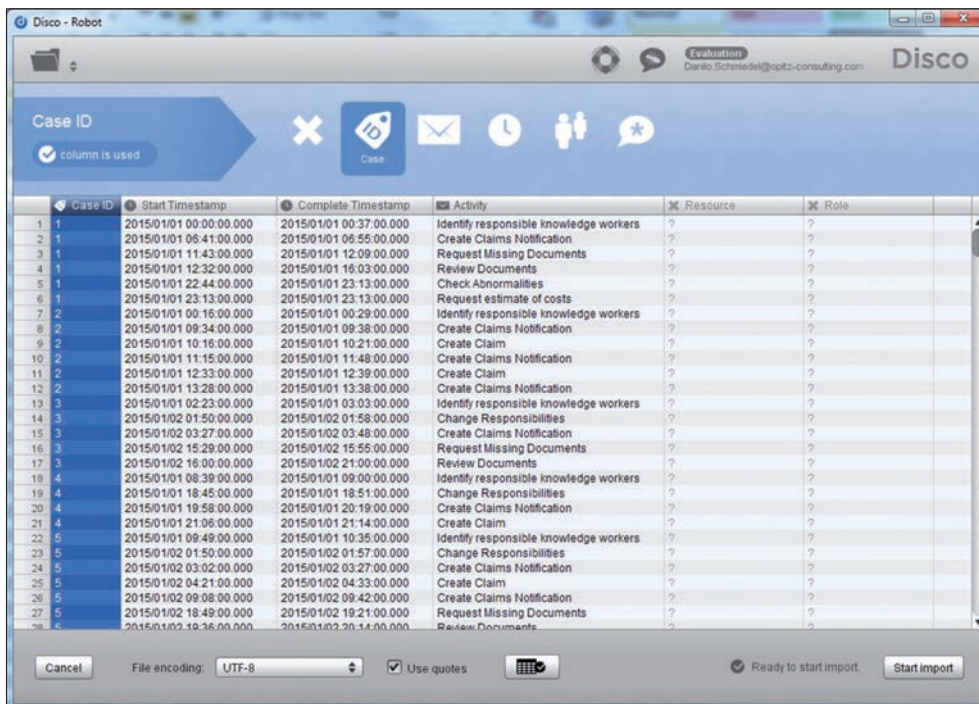 Disco - Robot
Evaluation
Danilo.Schmiedel@opitz-consulting.com
Disco
Case ID
column is used
ID
Case
Case ID Start Timestamp Complete Timestamp Activity Resource Role
1 1 2015/01/01 00:00:00.000 2015/01/01 00:37:00.000 Identify responsible knowledge workers ? ?
2 1 2015/01/01 06:41:00.000 2015/01/01 06:55:00.000 Create Claims Notification ? ?
3 1 2015/01/01 11:43:00.000 2015/01/01 12:09:00.000 Request Missing Documents ? ?
4 1 2015/01/01 12:32:00.000 2015/01/01 16:03:00.000 Review Documents ? ?
5 1 2015/01/01 22:44:00.000 2015/01/01 23:13:00.000 Check Abnormalities ? ?
6 1 2015/01/01 23:13:00.000 2015/01/01 23:13:00.000 Request estimate of costs ? ?
7 2 2015/01/01 00:16:00.000 2015/01/01 00:29:00.000 Identify responsible knowledge workers ? ?
8 2 2015/01/01 09:34:00.000 2015/01/01 09:38:00.000 Create Claims Notification ? ?
9 2 2015/01/01 10:16:00.000 2015/01/01 10:21:00.000 Create Claim ? ?
10 2 2015/01/01 11:15:00.000 2015/01/01 11:48:00.000 Create Claims Notification ? ?
11 2 2015/01/01 12:33:00.000 2015/01/01 12:39:00.000 Create Claim ? ?
12 2 2015/01/01 13:28:00.000 2015/01/01 13:38:00.000 Create Claims Notification ? ?
13 3 2015/01/01 02:23:00.000 2015/01/01 03:03:00.000 Identify responsible knowledge workers ? ?
14 3 2015/01/02 01:50:00.000 2015/01/02 01:58:00.000 Change Responsibilities ? ?
15 3 2015/01/02 03:27:00.000 2015/01/02 03:48:00.000 Create Claims Notification ? ?
16 3 2015/01/02 15:29:00.000 2015/01/02 15:55:00.000 Request Missing Documents ? ?
17 3 2015/01/02 16:00:00.000 2015/01/02 21:00:00.000 Review Documents ? ?
18 4 2015/01/01 08:39:00.000 2015/01/01 09:00:00.000 Identify responsible knowledge workers ? ?
19 4 2015/01/01 18:45:00.000 2015/01/01 18:51:00.000 Change Responsibilities ? ?
20 4 2015/01/01 19:58:00.000 2015/01/01 20:19:00.000 Create Claims Notification ? ?
21 4 2015/01/01 21:06:00.000 2015/01/01 21:14:00.000 Create Claim ? ?
22 5 2015/01/01 09:49:00.000 2015/01/01 10:35:00.000 Identify responsible knowledge workers ? ?
23 5 2015/01/02 01:50:00.000 2015/01/02 01:57:00.000 Change Responsibilities ? ?
24 5 2015/01/02 03:02:00.000 2015/01/02 03:27:00.000 Create Claims Notification ? ?
25 5 2015/01/02 04:21:00.000 2015/01/02 04:33:00.000 Create Claim ? ?
26 5 2015/01/02 09:08:00.000 2015/01/02 09:42:00.000 Create Claims Notification ? ?
27 5 2015/01/02 18:49:00.000 2015/01/02 19:21:00.000 Request Missing Documents ? ?
28 5 2015/01/02 19:36:00.000 2015/01/02 20:14:00.000 Review Documents ? ?
Cancel File encoding: UTF-8 Use quotes Ready to start import. Start import